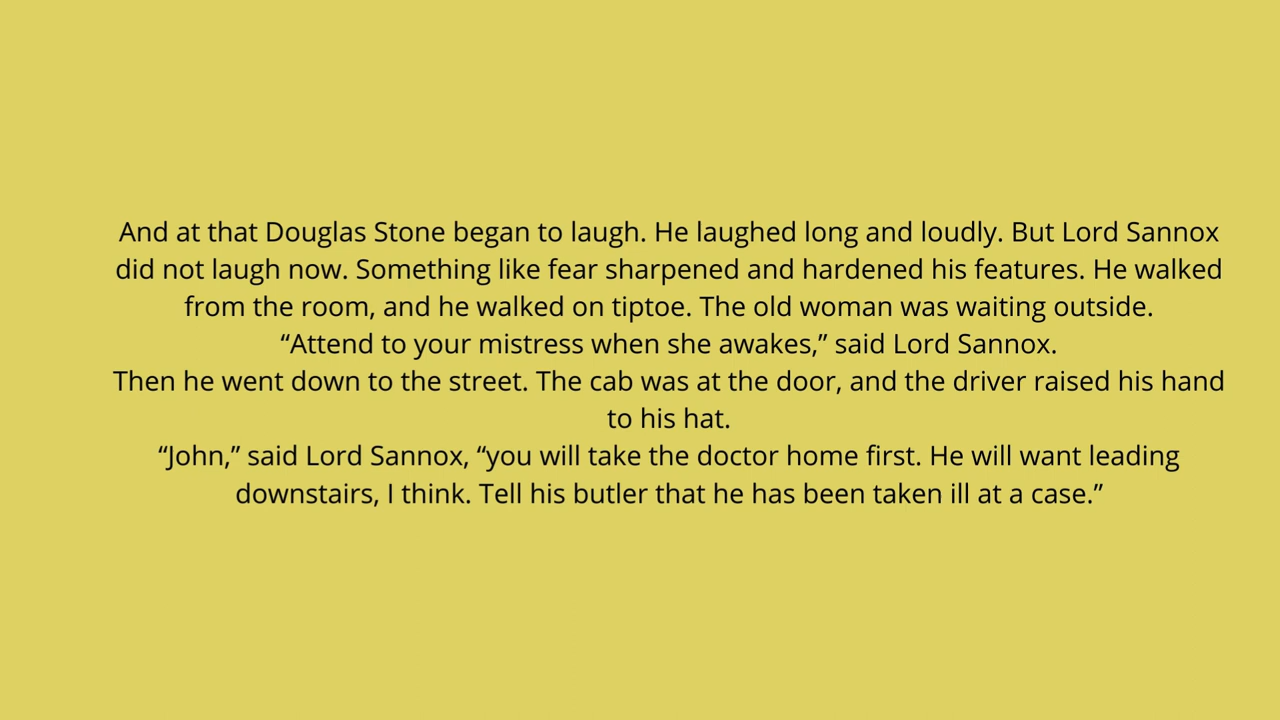 And at that Douglas Stone began to laugh. He laughed long and loudly. But Lord Sannox
did not laugh now. Something like fear sharpened and hardened his features. He walked
from the room, and he walked on tiptoe. The old woman was waiting outside.
“Attend to your mistress when she awakes,” said Lord Sannox.
Then he went down to the street. The cab was at the door, and the driver raised his hand
to his hat.
“John,” said Lord Sannox, “you will take the doctor home first. He will want leading
downstairs, I think. Tell his butler that he has been taken ill at a case.”